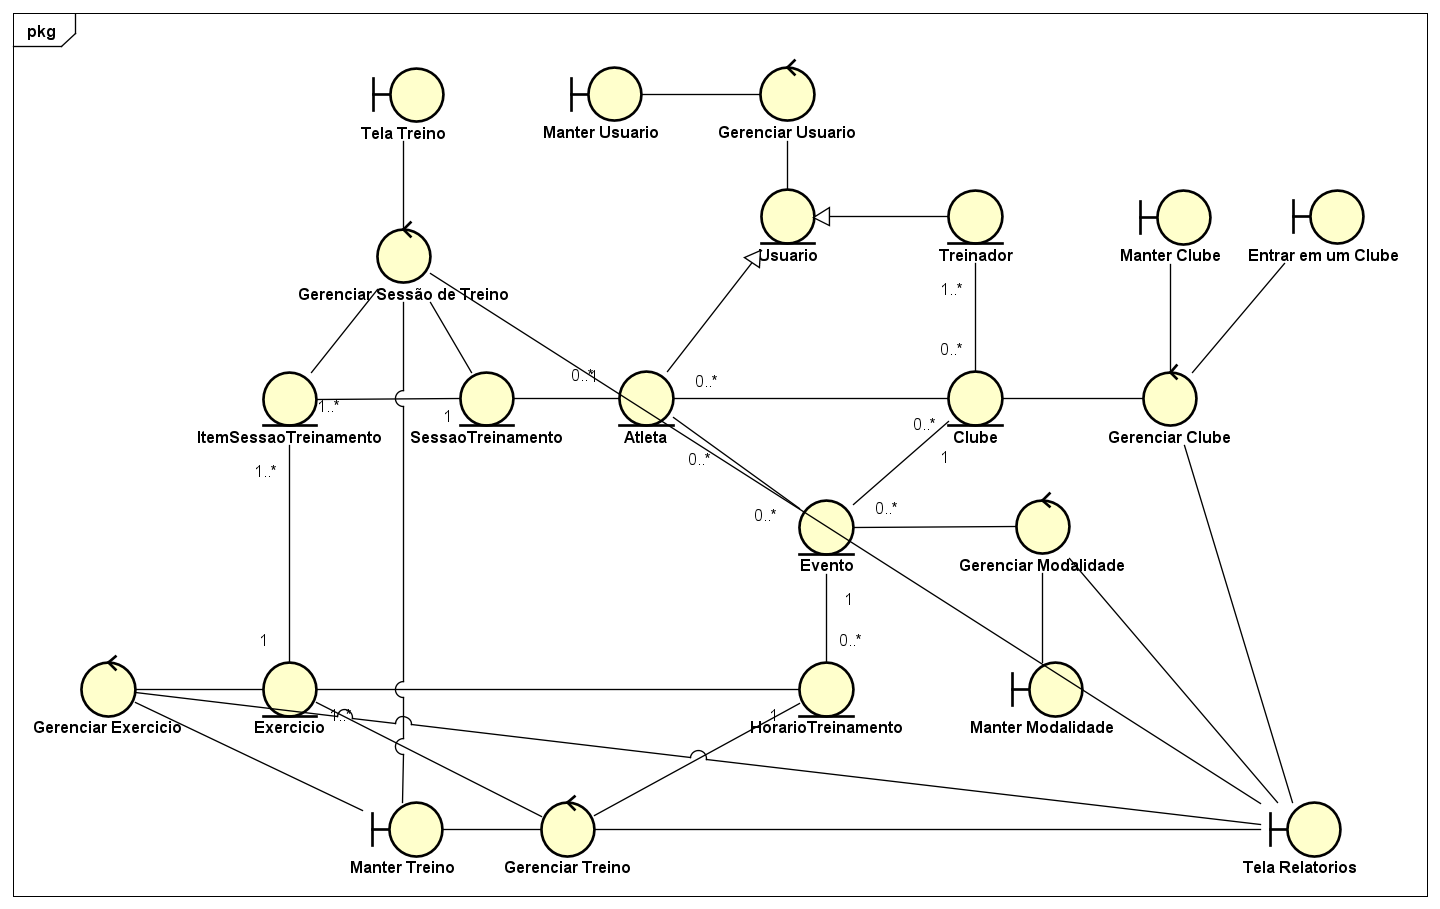 pkg
Tela Treino
Manter Usuario
Gerenciar Usuario
Usuario
Treinador
Manter Clube
Entrar em um Clube
Gerenciar Sessão de Treino
1..*
0..*
0..*
1
0..*
1..*
1
ItemSessaoTreinamento
SessaoTreinamento
Atleta
0..*
Clube
Gerenciar Clube
1..*
0..*
1
0..*
0..*
Evento
Gerenciar Modalidade
1
1
0..*
Gerenciar Exercicio
Exercicio
1..*
1
HorarioTreinamento
Manter Modalidade
Manter Treino
Gerenciar Treino
Tela Relatorios